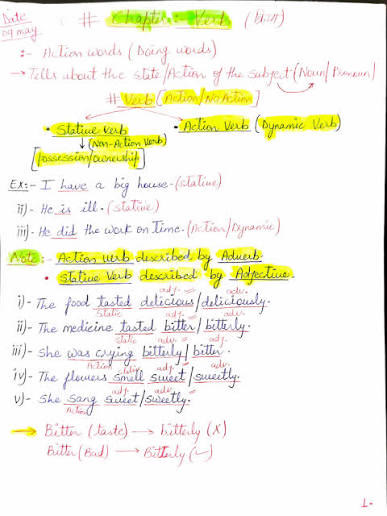 Date
09 may
# Chapter:- Verb (क्रिया)
:- Action words (Doing words)
→ Tells about the state/Action of the subject (Noun/Pronoun)
# Verb [Action/No Action]
• Stative Verb • Action Verb (Dynamic Verb)
↳ (Non-Action Verb)
[possession/ownership]
Ex:- I have a big house - (stative)
ii)- He is ill. - (stative)
iii)- He did the work on time. - (Action/Dynamic)
Note:- Action verb described by Adverb.
• Stative Verb described by Adjective.
adj. adv.
i)- The food tasted delicious/deliciously.
Static adj. adv.
ii)- The medicine tasted bitter/bitterly.
static adv. adj.
iii)- She was crying bitterly/bitter.
Action adj. adv.
iv)- The flowers smell sweet/sweetly.
adj. adv.
v)- She sang sweet/sweetly.
Action
→ Bitter (taste) → bitterly (X)
Bitter (Bad) → Bitterly (✓)
1.